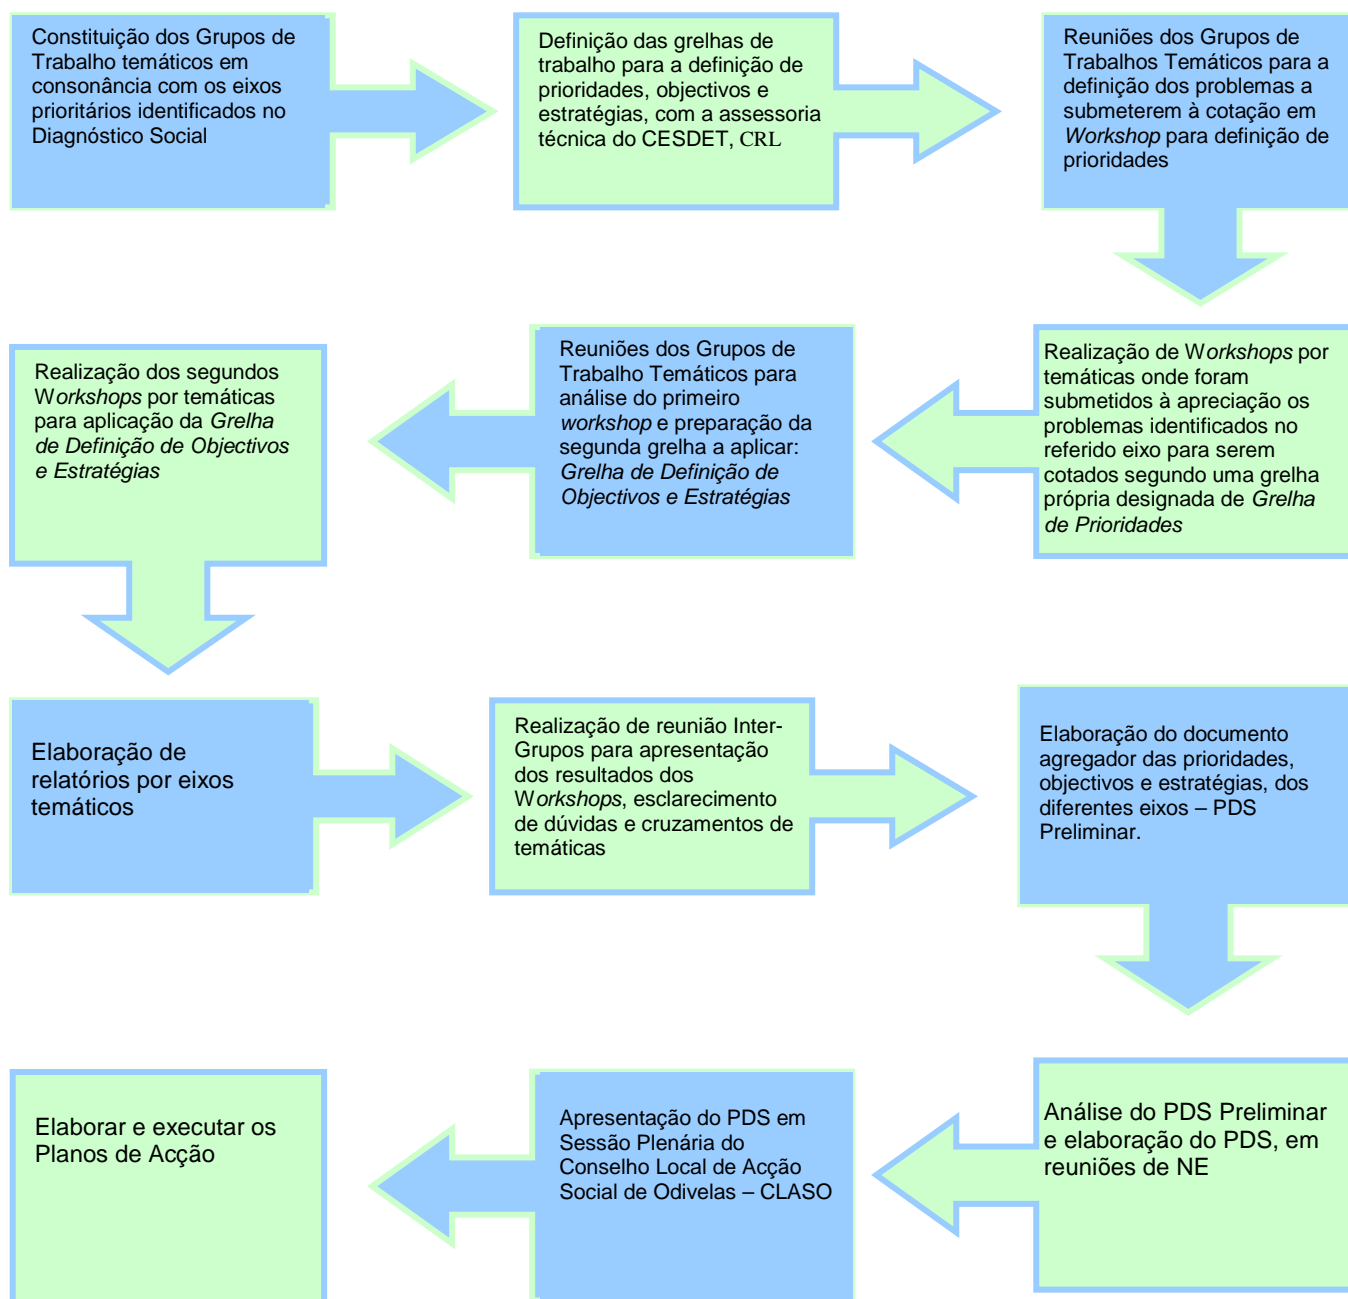 Constituição dos Grupos de
Trabalho temáticos em
consonância com os eixos
prioritários identificados no
Diagnóstico Social
Definição das grelhas de
trabalho para a definição de
prioridades, objectivos e
estratégias, com a assessoria
técnica do CESDET, CRL
Reuniões dos Grupos de
Trabalhos Temáticos para a
definição dos problemas a
submeterem à cotação em
Workshop para definição de
prioridades
Realização de Workshops por
temáticas onde foram
submetidos à apreciação os
problemas identificados no
referido eixo para serem
cotados segundo uma grelha
própria designada de Grelha
de Prioridades
Reuniões dos Grupos de
Trabalho Temáticos para
análise do primeiro
workshop e preparação da
segunda grelha a aplicar:
Grelha de Definição de
Objectivos e Estratégias
Realização dos segundos
Workshops por temáticas
para aplicação da Grelha
de Definição de Objectivos
e Estratégias
Elaboração de
relatórios por eixos
temáticos
Realização de reunião Inter-
Grupos para apresentação
dos resultados dos
Workshops, esclarecimento
de dúvidas e cruzamentos de
temáticas
Elaboração do documento
agregador das prioridades,
objectivos e estratégias, dos
diferentes eixos – PDS
Preliminar.
Análise do PDS Preliminar
e elaboração do PDS, em
reuniões de NE
Apresentação do PDS em
Sessão Plenária do
Conselho Local de Acção
Social de Odivelas – CLASO
Elaborar e executar os
Planos de Acção